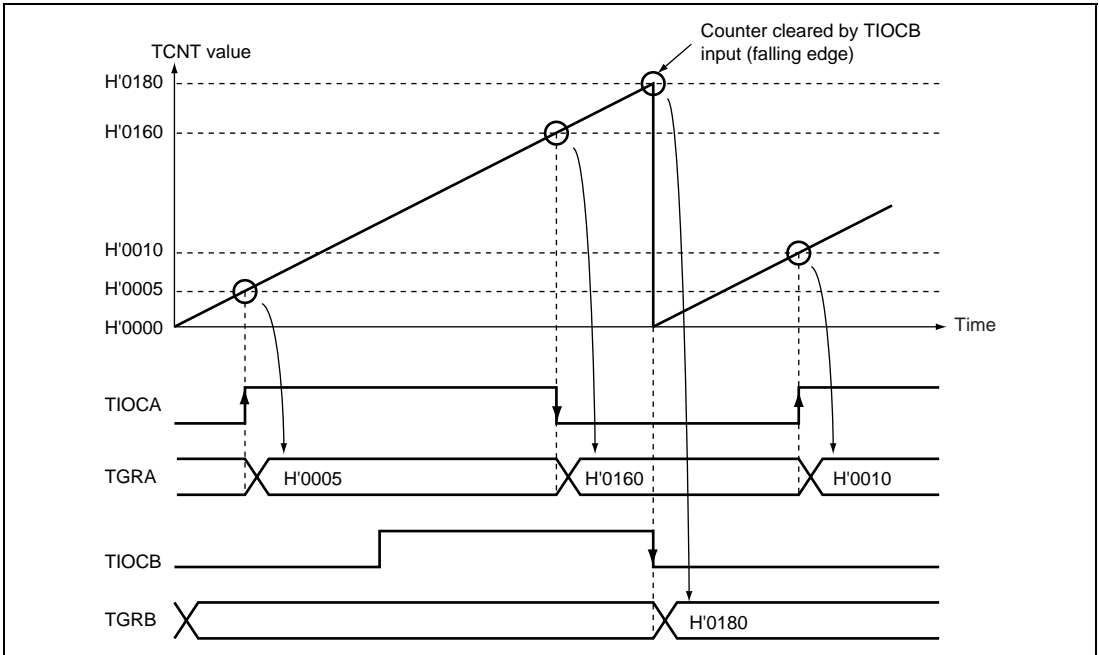 Counter cleared by TIOCB
input (falling edge)
TCNT value
H'0180
H'0160
H'0010
H'0005
H'0000
Time
TIOCA
TGRA
H'0005
H'0160
H'0010
TIOCB
TGRB
H'0180